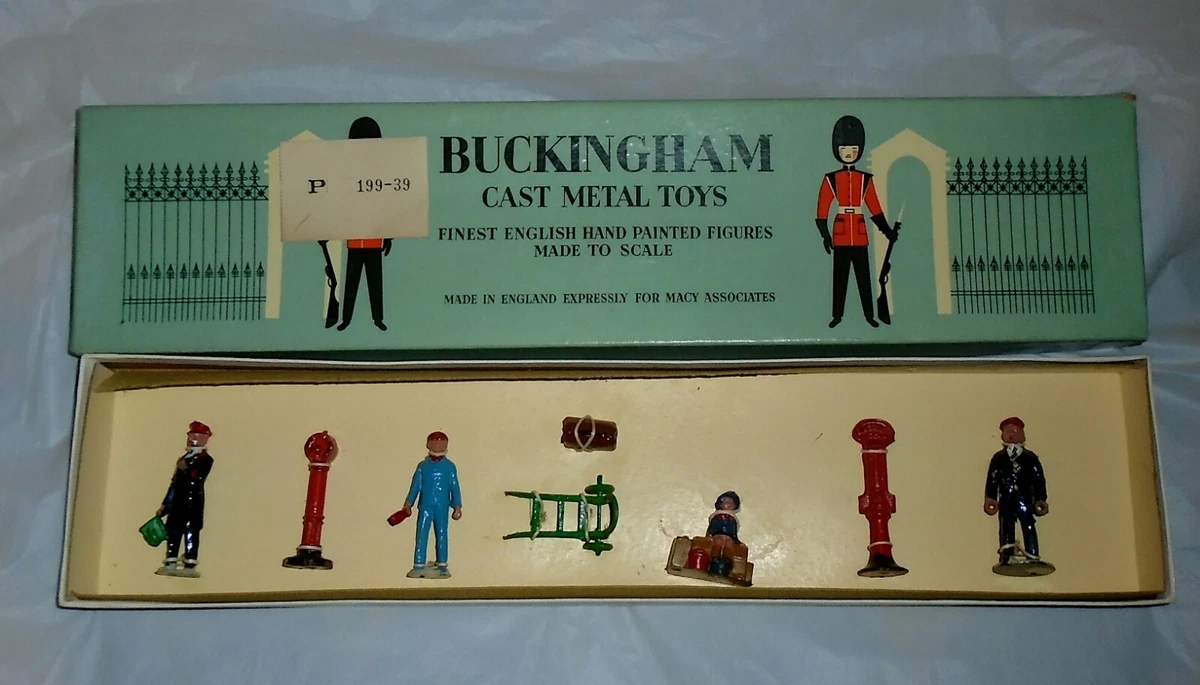 P 199-39
BUCKINGHAM
CAST METAL TOYS
FINEST ENGLISH HAND PAINTED FIGURES
MADE TO SCALE
MADE IN ENGLAND EXPRESSLY FOR MACY ASSOCIATES